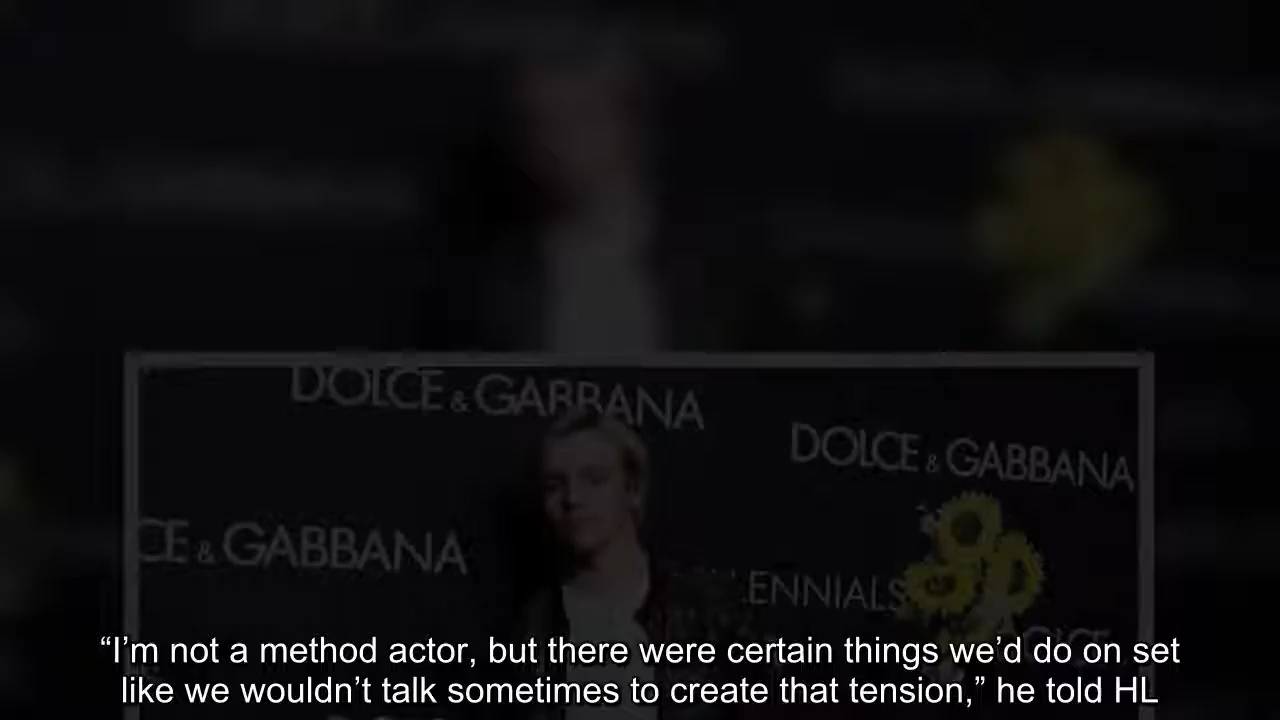 DOLCE & GABBANA
DOLCE & GABBANA
CE & GABBANA
ENNIALS
“I’m not a method actor, but there were certain things we’d do on set
like we wouldn’t talk sometimes to create that tension,” he told HL